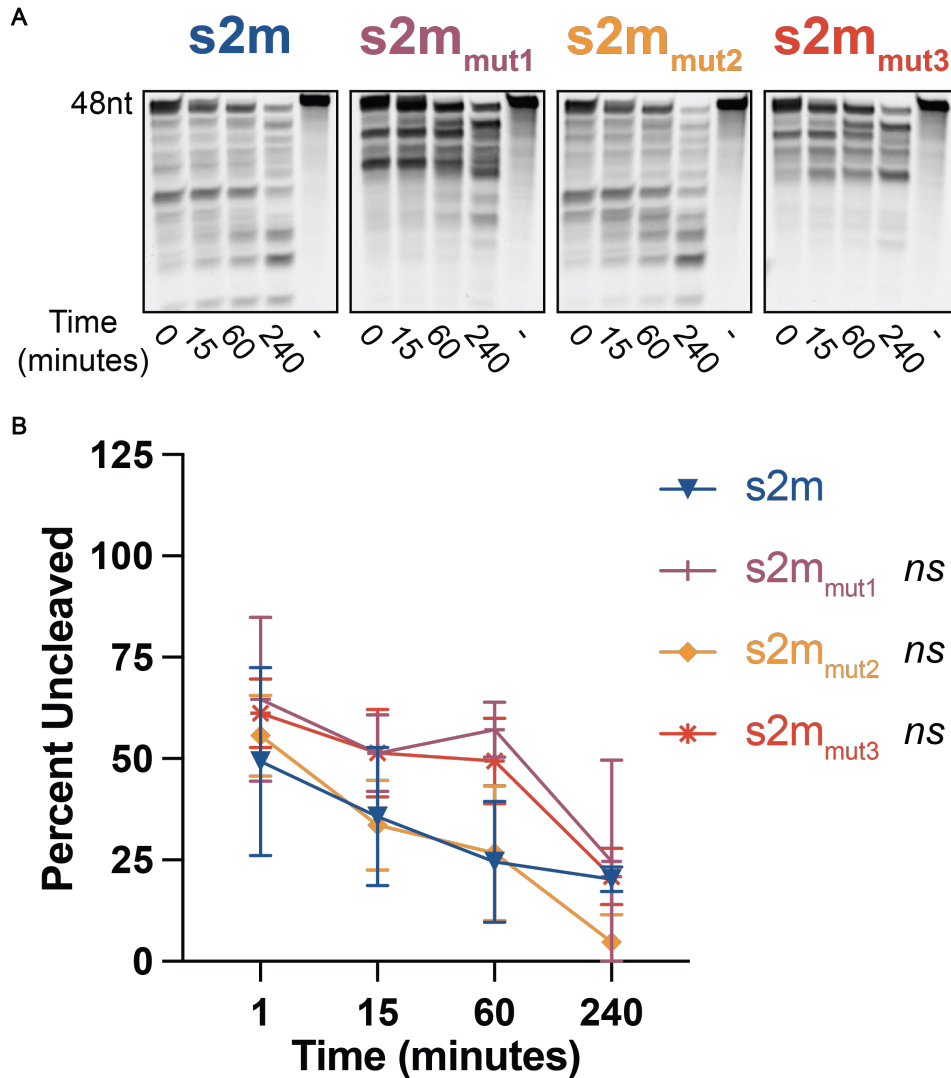 A
s2m s2mmut1 s2mmut2 s2mmut3
48nt
Time
(minutes)
0 15 60 240 - 0 15 60 240 - 0 15 60 240 - 0 15 60 240 -
B
125
100
75
50
25
0
Percent Uncleaved
1 15 60 240
Time (minutes)
s2m
s2mmut1 ns
s2mmut2 ns
s2mmut3 ns